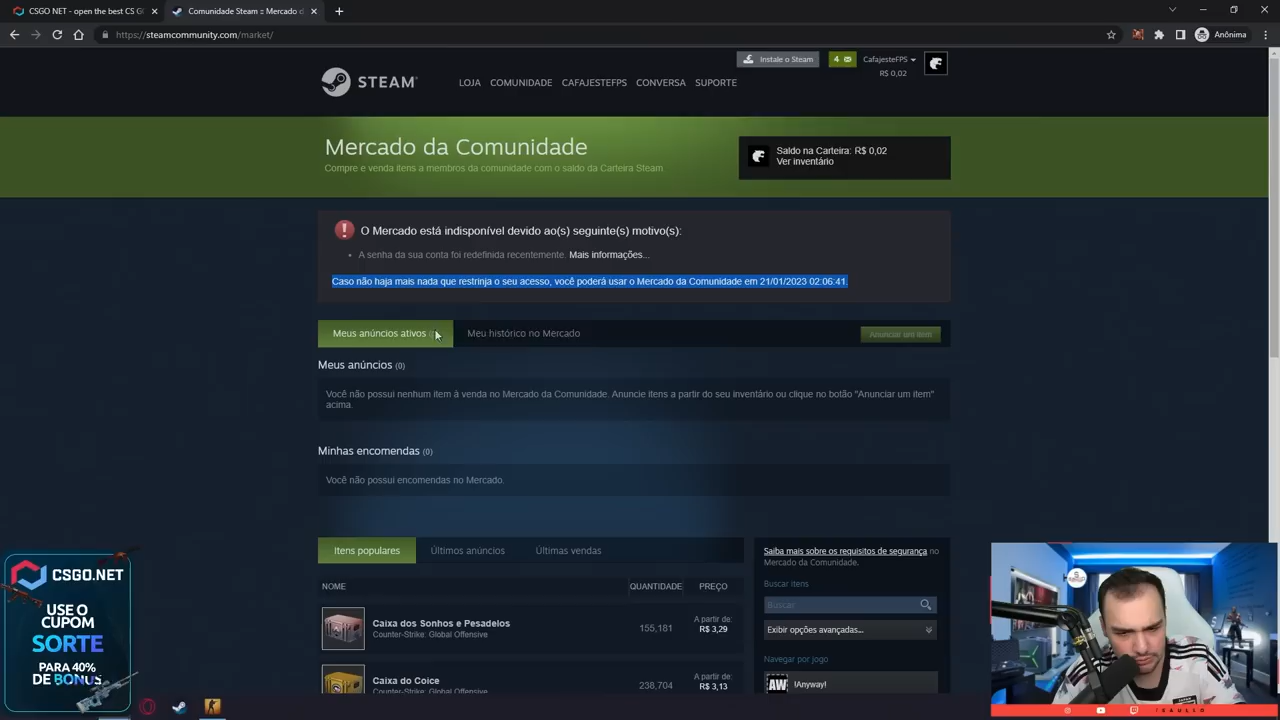 CSGO NET - open the best CS G
Comunidade Steam :: Mercado d
https://steamcommunity.com/market/
Anônima
STEAM
LOJA COMUNIDADE CAFAJESTEFPS CONVERSA SUPORTE
Instale o Steam
4
CafajesteFPS
R$ 0,02
Mercado da Comunidade
Compre e venda itens a membros da comunidade com o saldo da Carteira Steam
Saldo na Carteira: R$ 0,02
Ver inventário
O Mercado está indisponível devido ao(s) seguinte(s) motivo(s):
A senha da sua conta foi redefinida recentemente. Mais informações...
Caso não haja mais nada que restrinja o seu acesso, você poderá usar o Mercado da Comunidade em 21/01/2023 02:06:41.
Meus anúncios ativos
Meu histórico no Mercado
Anunciar um item
Meus anúncios (0)
Você não possui nenhum item à venda no Mercado da Comunidade. Anuncie itens a partir do seu inventário ou clique no botão "Anunciar um item"
acima.
Minhas encomendas (0)
Você não possui encomendas no Mercado.
Itens populares
Últimos anúncios
Últimas vendas
NOME QUANTIDADE PREÇO
Caixa dos Sonhos e Pesadelos
Counter-Strike: Global Offensive
155,181
A partir de:
R$ 3,29
Caixa do Coice
Counter-Strike: Global Offensive
238,704
A partir de:
R$ 3,13
Saiba mais sobre os requisitos de segurança no
Mercado da Comunidade.
Buscar itens
Buscar
Exibir opções avançadas...
Navegar por jogo
AW !Anyway!
CSGO.NET
USE O
CUPOM
SORTE
PARA 40%
DE BONUS